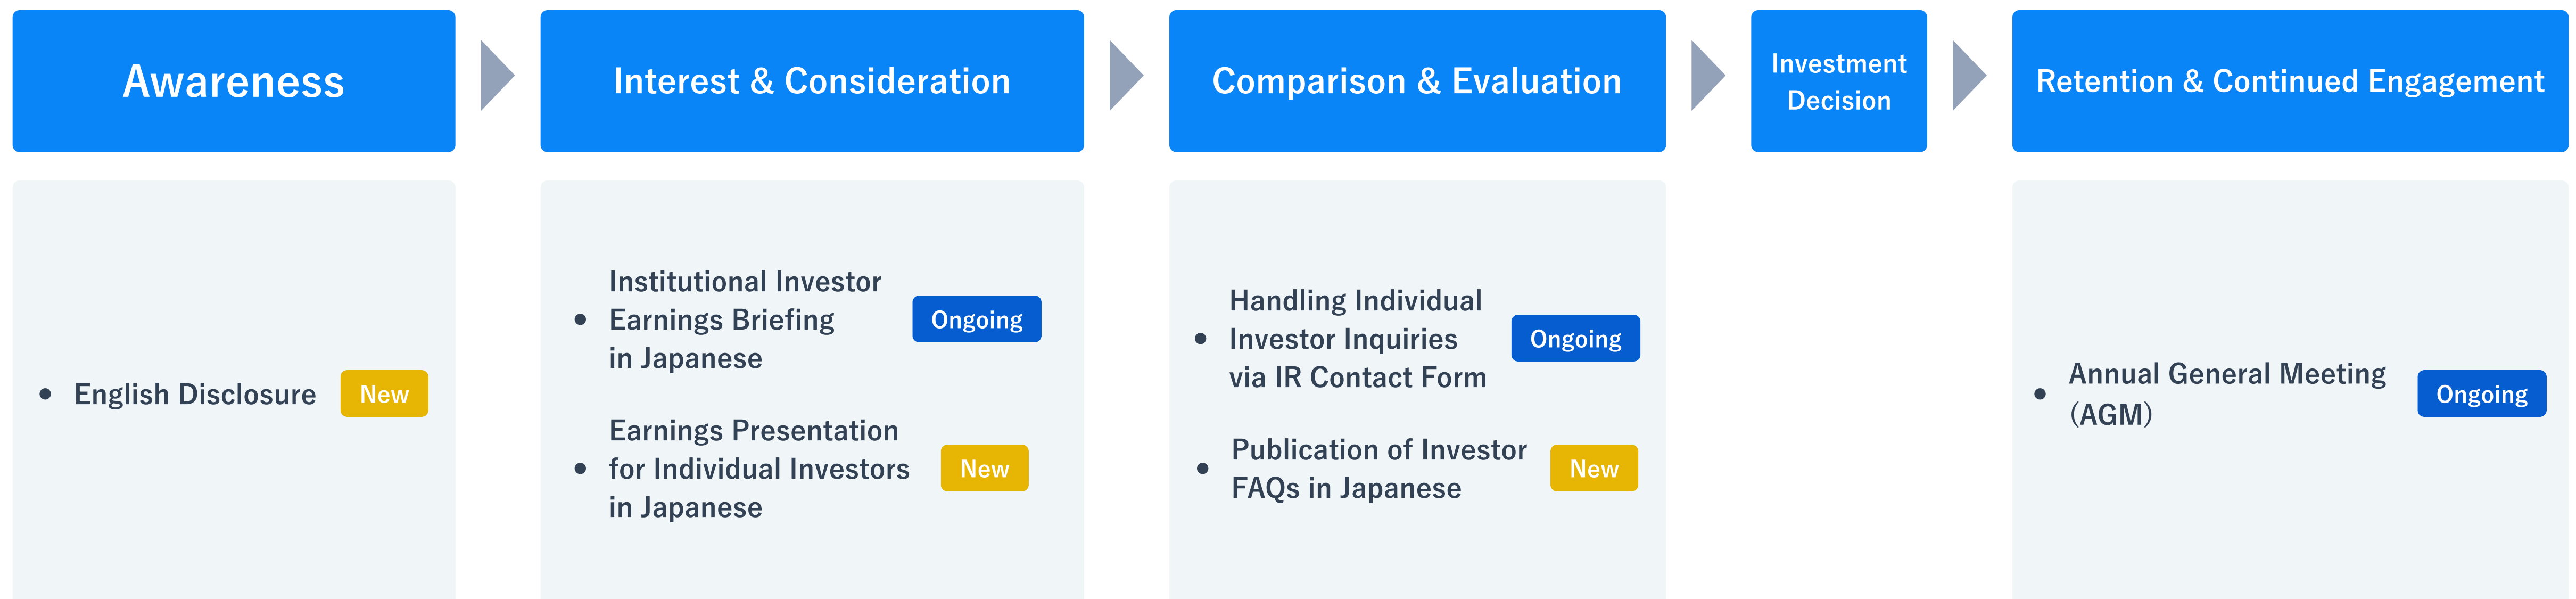 Awareness
Interest & Consideration
Comparison & Evaluation
Investment
Decision
Retention & Continued Engagement
• English Disclosure
New
• Institutional Investor
Earnings Briefing
in Japanese
Ongoing
• Earnings Presentation
for Individual Investors
in Japanese
New
• Handling Individual
Investor Inquiries
via IR Contact Form
Ongoing
• Publication of Investor
FAQs in Japanese
New
• Annual General Meeting
(AGM)
Ongoing